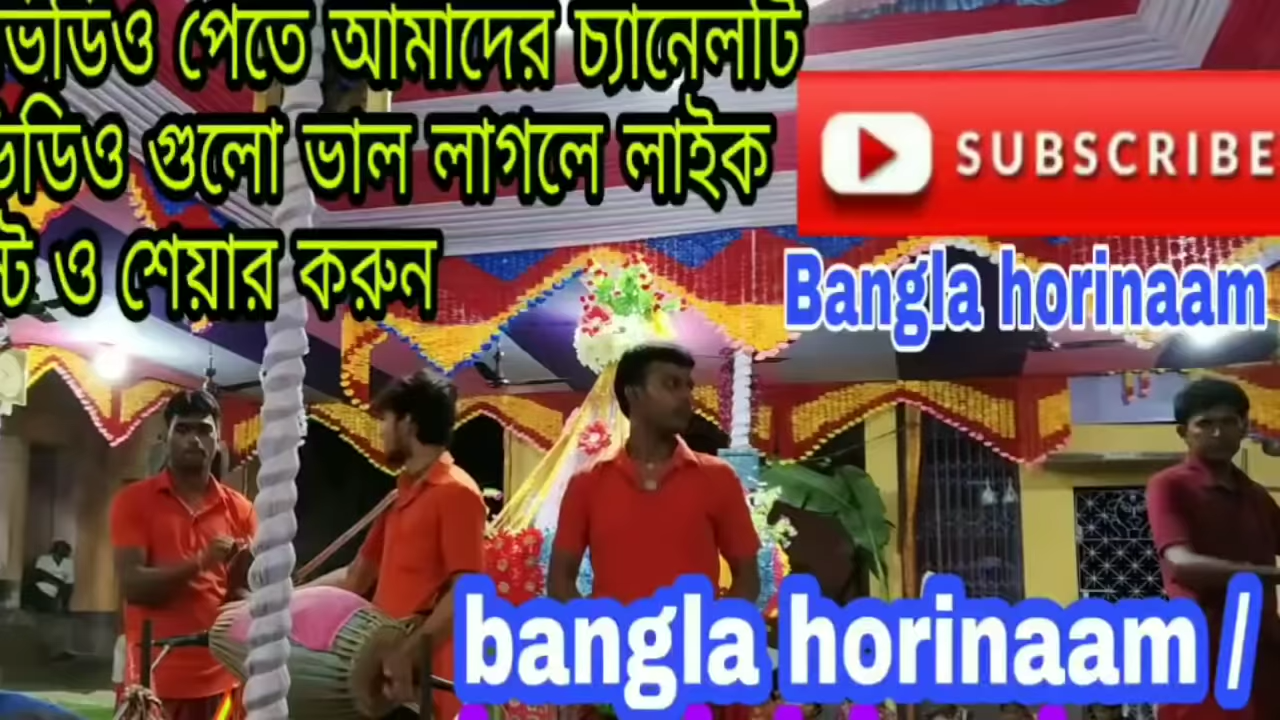 ভিডিও পেতে আমাদের চ্যানেলটি
ভিডিও গুলো ভাল লাগলে লাইক
ও শেয়ার করুন
SUBSCRIBE
Bangla horinaam
bangla horinaam /